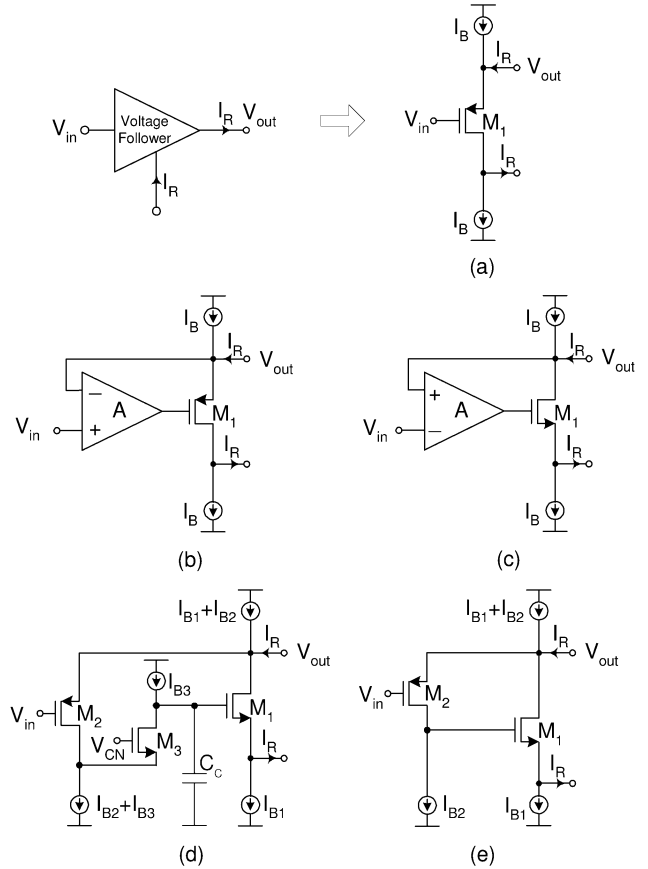 V_in
Voltage
Follower
I_R V_out
I_R
I_B
I_R
V_out
V_in
M_1
I_R
I_B
(a)
I_B
I_R
V_out
A
−
+
V_in
M_1
I_R
I_B
(b)
I_B
I_R
V_out
+
A
−
V_in
M_1
I_R
I_B
(c)
I_B1+I_B2
I_R
V_out
I_B3
V_in
M_2
M_1
V_CN
M_3
C_C
I_R
I_B2+I_B3
I_B1
(d)
I_B1+I_B2
I_R
V_out
V_in
M_2
M_1
I_R
I_B2
I_B1
(e)